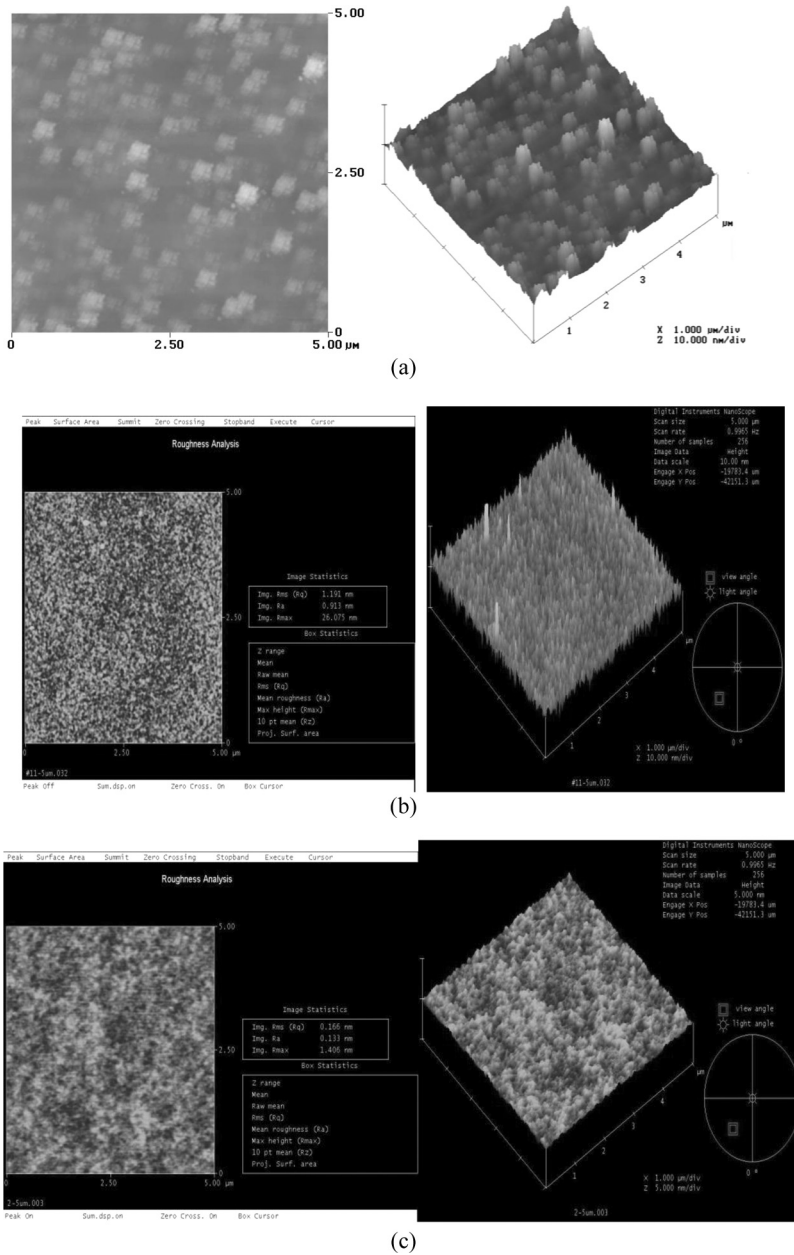 5.00
2.50
0
0 2.50 5.00 μM
μm
4
3
2
1
X 1.000 μm/div
Z 10.000 nm/div
(a)
Peak Surface Area Summit Zero Crossing Stopband Execute Cursor
Roughness Analysis
5.00
2.50
0
0 2.50 5.00 μm
Image Statistics
Img. Rms (Rq) 1.191 nm
Img. Ra 0.913 nm
Img. Rmax 26.075 nm
Box Statistics
Z range
Mean
Raw mean
Rms (Rq)
Mean roughness (Ra)
Max height (Rmax)
10 pt mean (Rz)
Proj. Surf. area
#11-5um.032
Peak Off Sum.dsp.on Zero Cross. On Box Cursor
Digital Instruments NanoScope
Scan size 5.000 μm
Scan rate 0.9965 Hz
Number of samples 256
Image Data Height
Data scale 10.00 nm
Engage X Pos -19783.4 um
Engage Y Pos -42151.3 um
view angle
light angle
0 °
μm
4
3
2
1
X 1.000 μm/div
Z 10.000 nm/div
#11-5um.032
(b)
Peak Surface Area Summit Zero Crossing Stopband Execute Cursor
Roughness Analysis
5.00
2.50
0
0 2.50 5.00 μm
Image Statistics
Img. Rms (Rq) 0.166 nm
Img. Ra 0.133 nm
Img. Rmax 1.406 nm
Box Statistics
Z range
Mean
Raw mean
Rms (Rq)
Mean roughness (Ra)
Max height (Rmax)
10 pt mean (Rz)
Proj. Surf. area
2-5um.003
Peak On Sum.dsp.on Zero Cross. On Box Cursor
Digital Instruments NanoScope
Scan size 5.000 μm
Scan rate 0.9965 Hz
Number of samples 256
Image Data Height
Data scale 5.000 nm
Engage X Pos -19783.4 um
Engage Y Pos -42151.3 um
view angle
light angle
0 °
μm
4
3
2
1
X 1.000 μm/div
Z 5.000 nm/div
2-5um.003
(c)